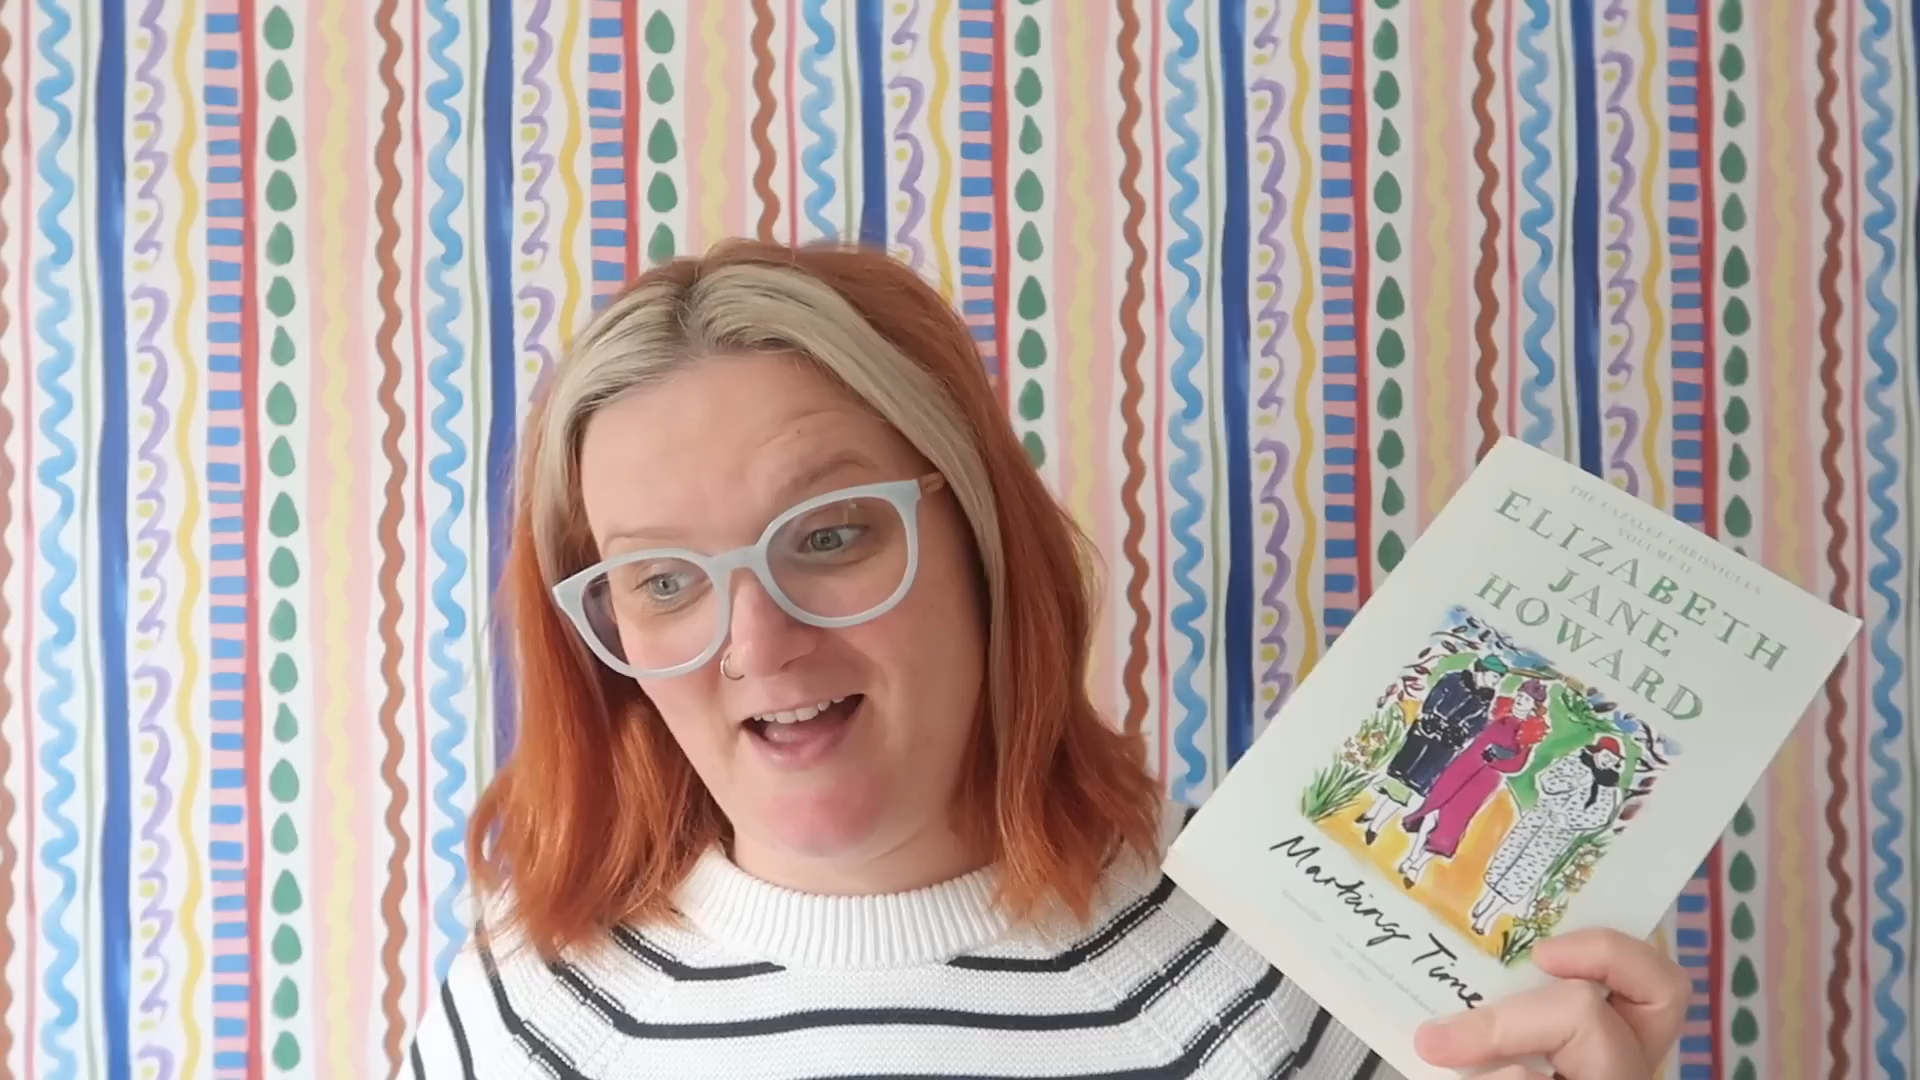 THE CAZALET CHRONICLES
VOLUME II
ELIZABETH
JANE
HOWARD
Marking Time